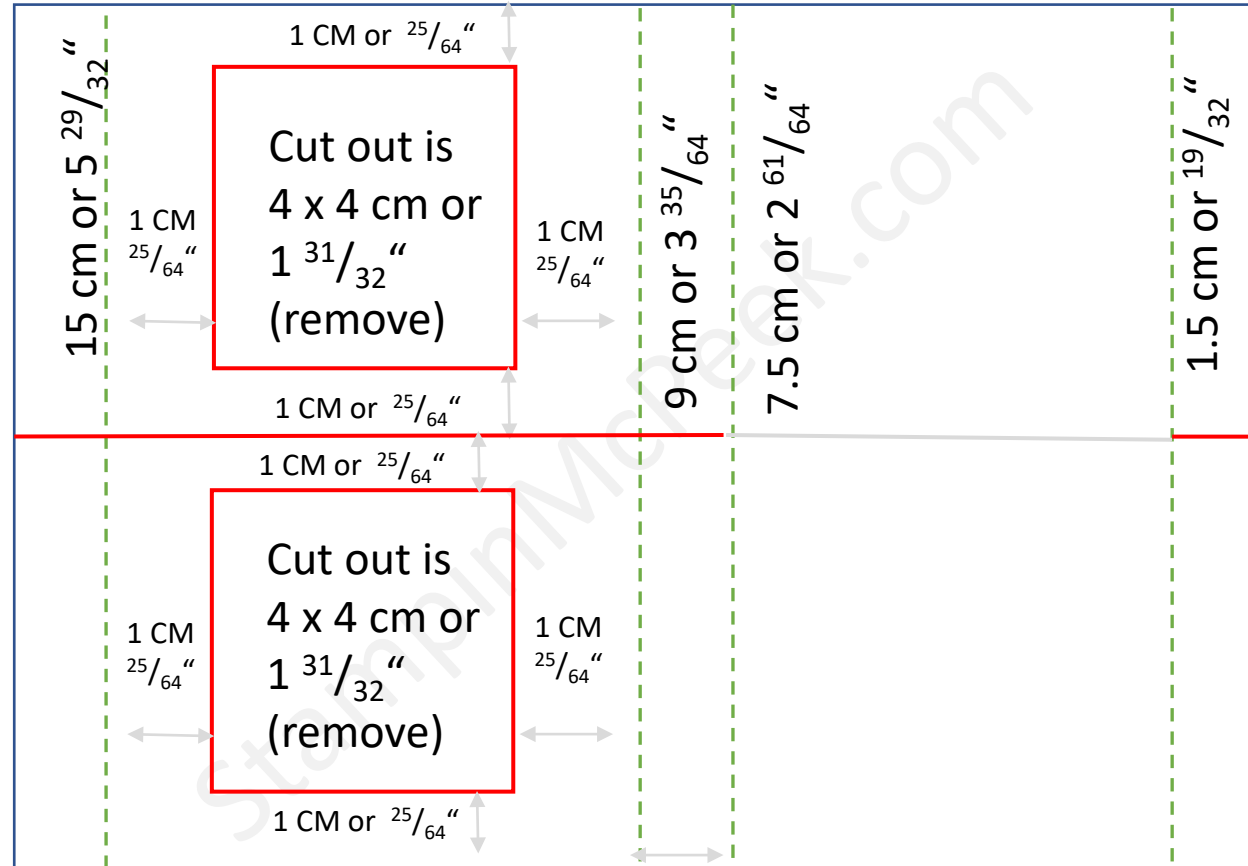 1 CM or 25/64“
15 cm or 5 29/32“
Cut out is
4 x 4 cm or
1 31/32“
(remove)
1 CM
25/64“
1 CM
25/64“
9 cm or 3 35/64“
7.5 cm or 2 61/64“
1.5 cm or 19/32“
1 CM or 25/64“
1 CM or 25/64“
Cut out is
4 x 4 cm or
1 31/32“
(remove)
1 CM
25/64“
1 CM
25/64“
1 CM or 25/64“
StampinMcPeek.com